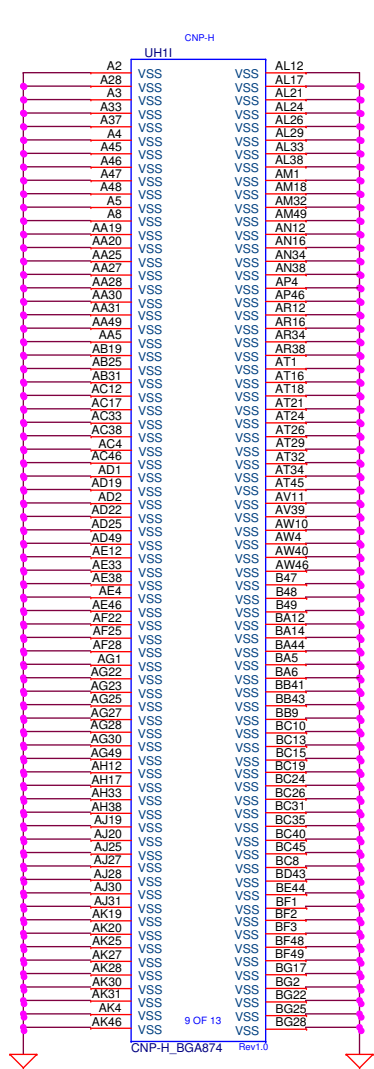 CNP-H
UH1I
A2 VSS VSS AL12
A28 VSS VSS AL17
A3 VSS VSS AL21
A33 VSS VSS AL24
A37 VSS VSS AL26
A4 VSS VSS AL29
A45 VSS VSS AL33
A46 VSS VSS AL38
A47 VSS VSS AM1
A48 VSS VSS AM18
A5 VSS VSS AM32
A8 VSS VSS AM49
AA19 VSS VSS AN12
AA20 VSS VSS AN16
AA25 VSS VSS AN34
AA27 VSS VSS AN38
AA28 VSS VSS AP4
AA30 VSS VSS AP46
AA31 VSS VSS AR12
AA49 VSS VSS AR16
AA5 VSS VSS AR34
AB19 VSS VSS AR38
AB25 VSS VSS AT1
AB31 VSS VSS AT16
AC12 VSS VSS AT18
AC17 VSS VSS AT21
AC33 VSS VSS AT24
AC38 VSS VSS AT26
AC4 VSS VSS AT29
AC46 VSS VSS AT32
AD1 VSS VSS AT34
AD19 VSS VSS AT45
AD2 VSS VSS AV11
AD22 VSS VSS AV39
AD25 VSS VSS AW10
AD49 VSS VSS AW4
AE12 VSS VSS AW40
AE33 VSS VSS AW46
AE38 VSS VSS B47
AE4 VSS VSS B48
AE46 VSS VSS B49
AF22 VSS VSS BA12
AF25 VSS VSS BA14
AF28 VSS VSS BA44
AG1 VSS VSS BA5
AG22 VSS VSS BA6
AG23 VSS VSS BB41
AG25 VSS VSS BB43
AG27 VSS VSS BB9
AG28 VSS VSS BC10
AG30 VSS VSS BC13
AG49 VSS VSS BC15
AH12 VSS VSS BC19
AH17 VSS VSS BC24
AH33 VSS VSS BC26
AH38 VSS VSS BC31
AJ19 VSS VSS BC35
AJ20 VSS VSS BC40
AJ25 VSS VSS BC45
AJ27 VSS VSS BC8
AJ28 VSS VSS BD43
AJ30 VSS VSS BE44
AJ31 VSS VSS BF1
AK19 VSS VSS BF2
AK20 VSS VSS BF3
AK25 VSS VSS BF48
AK27 VSS VSS BF49
AK28 VSS VSS BG17
AK30 VSS VSS BG2
AK31 VSS VSS BG22
AK4 VSS VSS BG25
AK46 VSS 9 OF 13 VSS BG28
CNP-H_BGA874 Rev1.0